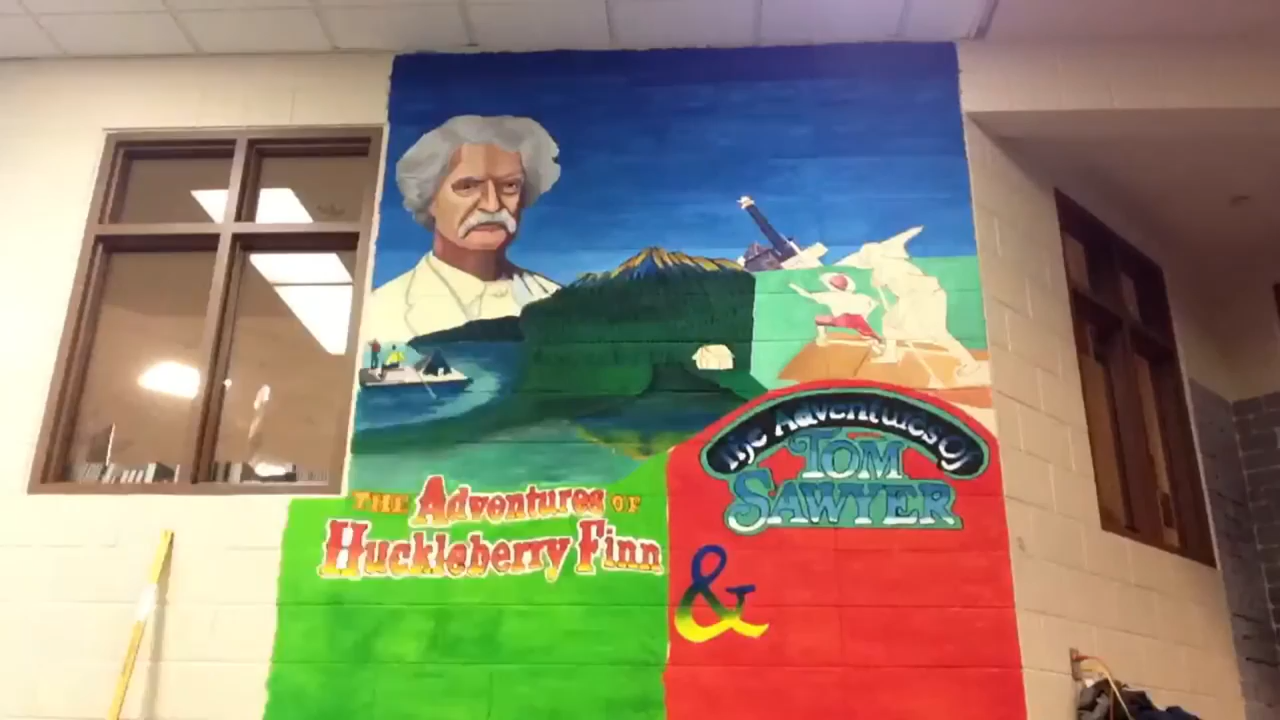 THE Adventures OF
Huckleberry Finn
&
The Adventures Of
TOM
SAWYER